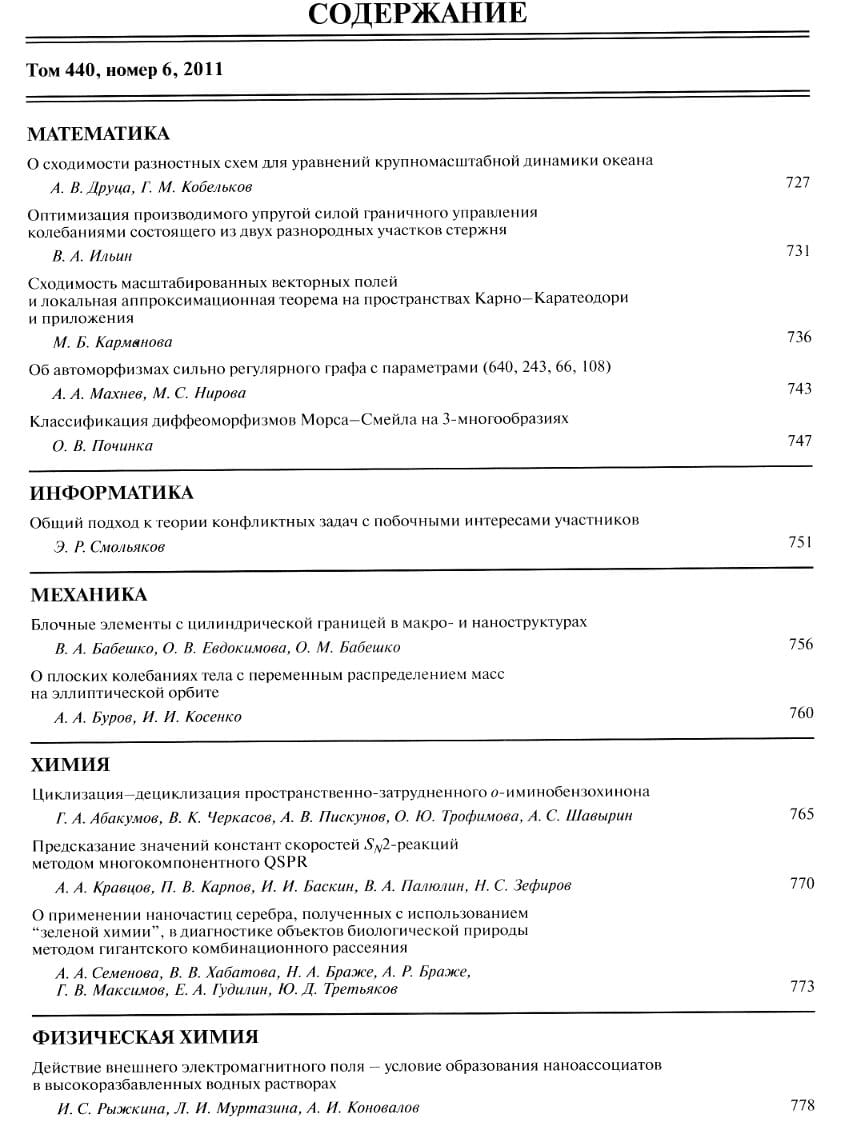 СОДЕРЖАНИЕ
Том 440, номер 6, 2011
МАТЕМАТИКА
О сходимости разностных схем для уравнений крупномасштабной динамики океана
А. В. Друца, Г. М. Кобельков 727
Оптимизация производимого упругой силой граничного управления
колебаниями состоящего из двух разнородных участков стержня
В. А. Ильин 731
Сходимость масштабированных векторных полей
и локальная аппроксимационная теорема на пространствах Карно–Каратеодори
и приложения
М. Б. Карманова 736
Об автоморфизмах сильно регулярного графа с параметрами (640, 243, 66, 108)
А. А. Махнев, М. С. Нирова 743
Классификация диффеоморфизмов Морса–Смейла на 3-многообразиях
О. В. Починка 747
ИНФОРМАТИКА
Общий подход к теории конфликтных задач с побочными интересами участников
Э. Р. Смольяков 751
МЕХАНИКА
Блочные элементы с цилиндрической границей в макро- и наноструктурах
В. А. Бабешко, О. В. Евдокимова, О. М. Бабешко 756
О плоских колебаниях тела с переменным распределением масс
на эллиптической орбите
А. А. Буров, И. И. Косенко 760
ХИМИЯ
Циклизация–дециклизация пространственно-затрудненного о-иминобензохинона
Г. А. Абакумов, В. К. Черкасов, А. В. Пискунов, О. Ю. Трофимова, А. С. Шавырин 765
Предсказание значений констант скоростей SN2-реакций
методом многокомпонентного QSPR
А. А. Кравцов, П. В. Карпов, И. И. Баскин, В. А. Палюлин, Н. С. Зефиров 770
О применении наночастиц серебра, полученных с использованием
“зеленой химии”, в диагностике объектов биологической природы
методом гигантского комбинационного рассеяния
А. А. Семенова, В. В. Хабатова, Н. А. Браже, А. Р. Браже,
Г. В. Максимов, Е. А. Гудилин, Ю. Д. Третьяков 773
ФИЗИЧЕСКАЯ ХИМИЯ
Действие внешнего электромагнитного поля – условие образования наноассоциатов
в высокоразбавленных водных растворах
И. С. Рыжкина, Л. И. Муртазина, А. И. Коновалов 778